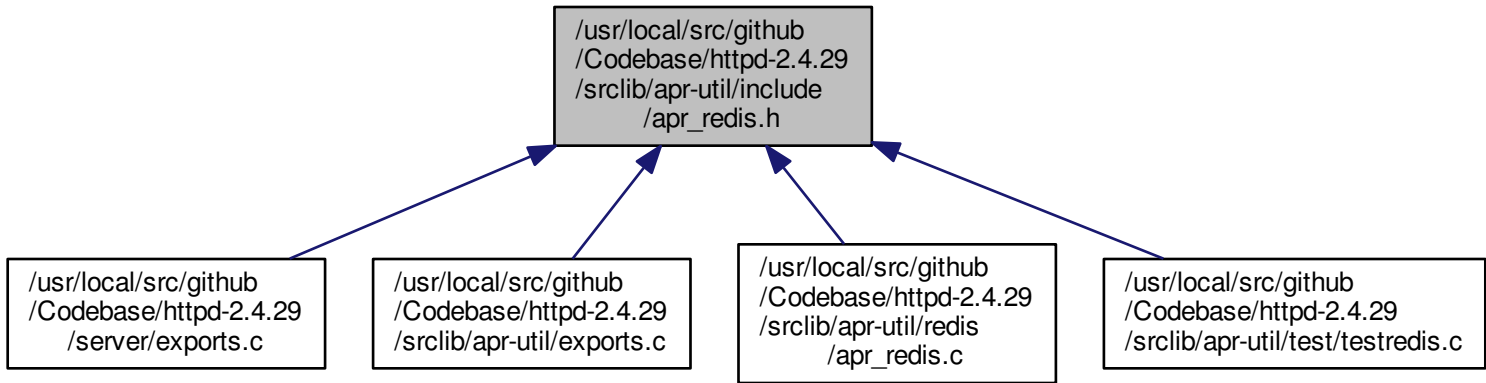 /usr/local/src/github
/Codebase/httpd-2.4.29
/srclib/apr-util/include
/apr_redis.h
/usr/local/src/github
/Codebase/httpd-2.4.29
/server/exports.c
/usr/local/src/github
/Codebase/httpd-2.4.29
/srclib/apr-util/exports.c
/usr/local/src/github
/Codebase/httpd-2.4.29
/srclib/apr-util/redis
/apr_redis.c
/usr/local/src/github
/Codebase/httpd-2.4.29
/srclib/apr-util/test/testredis.c